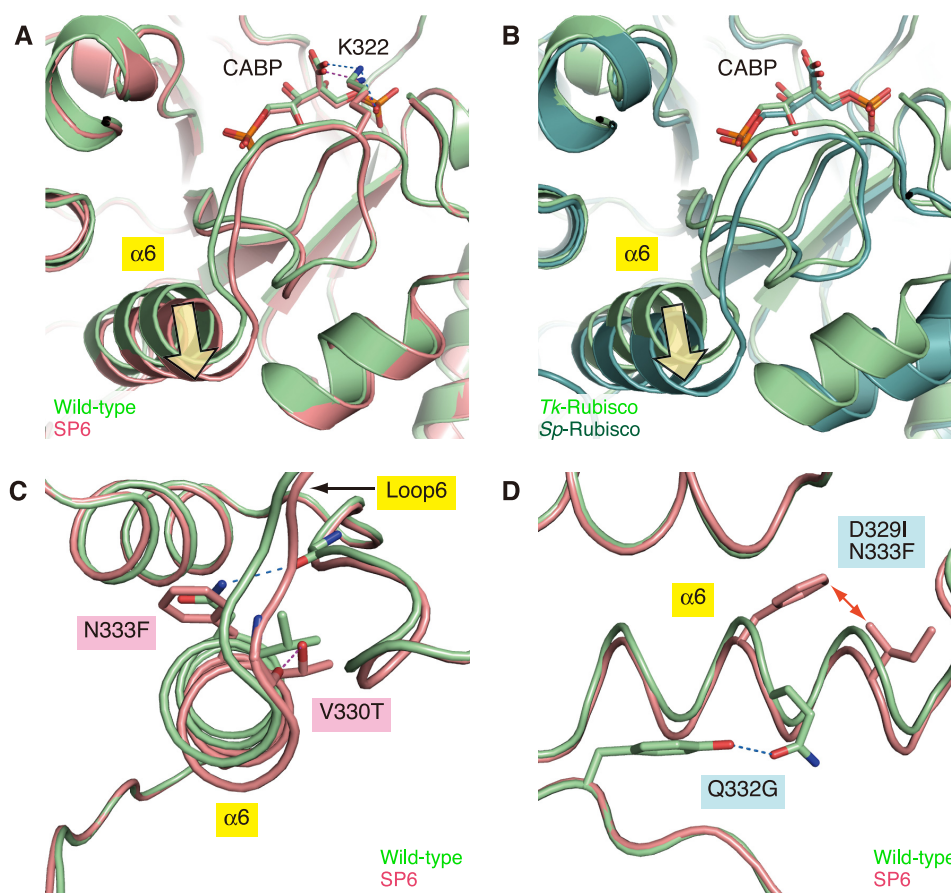 A
K322
CABP
α6
Wild-type
SP6
B
CABP
α6
Tk-Rubisco
Sp-Rubisco
C
Loop6
N333F
V330T
α6
Wild-type
SP6
D
D329I
N333F
α6
Q332G
Wild-type
SP6